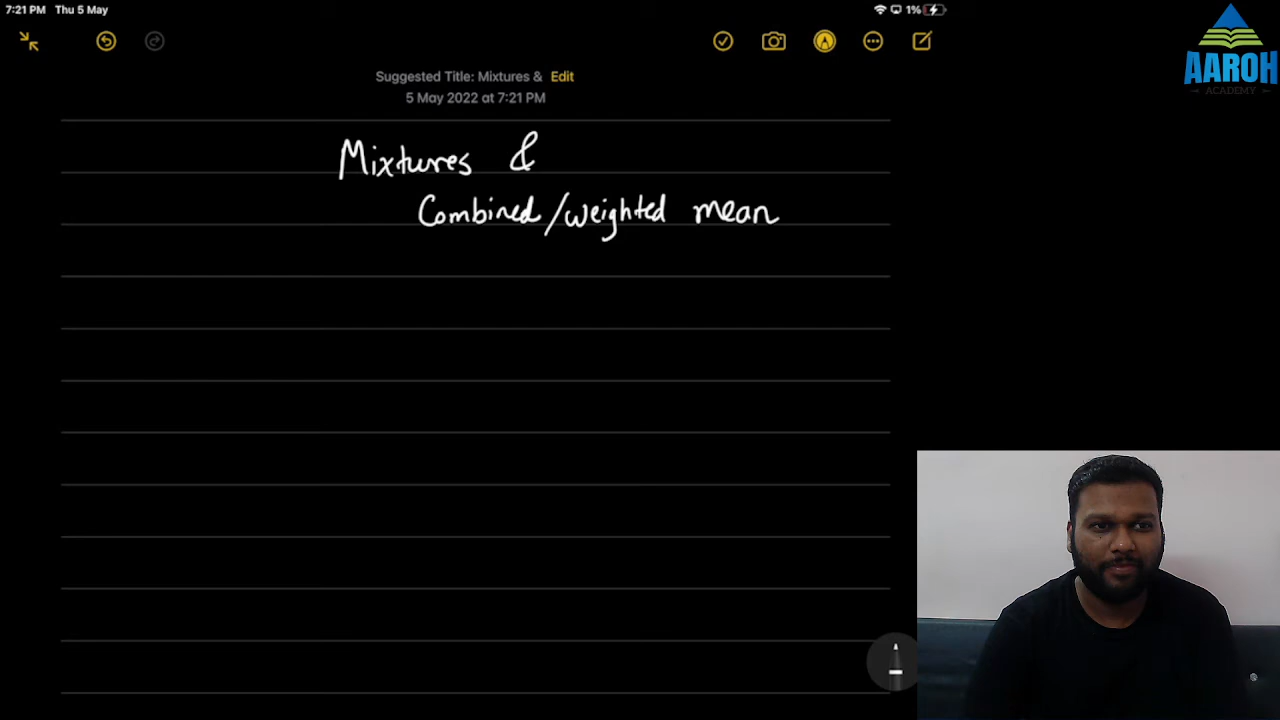 7:21 PM Thu 5 May
1%
AAROH
ACADEMY
Suggested Title: Mixtures & Edit
5 May 2022 at 7:21 PM
Mixtures &
Combined/weighted mean